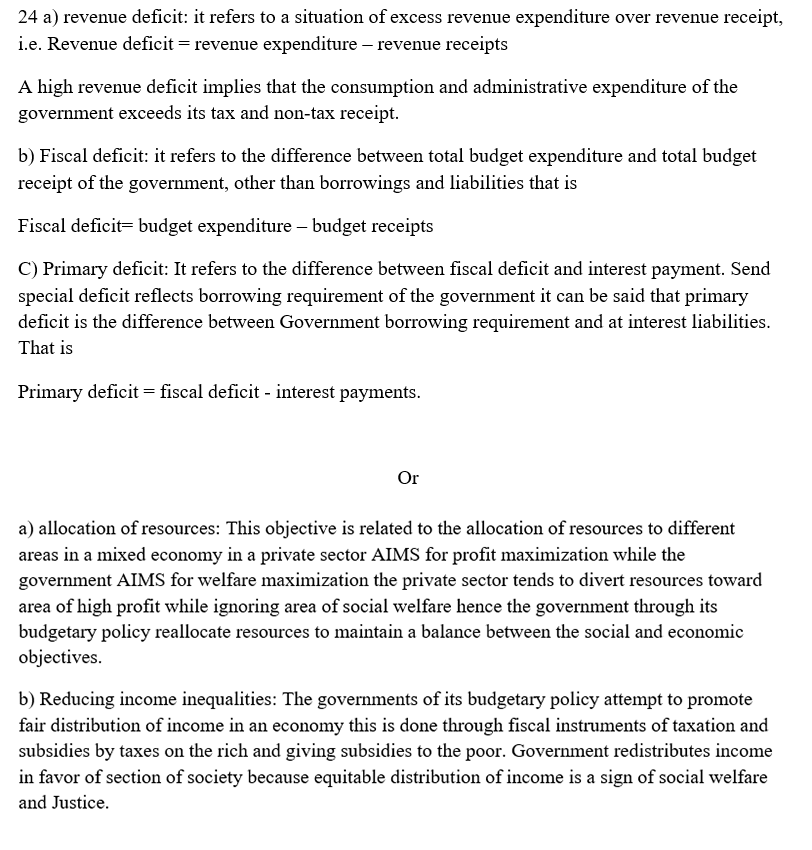 24 a) revenue deficit: it refers to a situation of excess revenue expenditure over revenue receipt,
i.e. Revenue deficit = revenue expenditure – revenue receipts
A high revenue deficit implies that the consumption and administrative expenditure of the
government exceeds its tax and non-tax receipt.
b) Fiscal deficit: it refers to the difference between total budget expenditure and total budget
receipt of the government, other than borrowings and liabilities that is
Fiscal deficit= budget expenditure – budget receipts
C) Primary deficit: It refers to the difference between fiscal deficit and interest payment. Send
special deficit reflects borrowing requirement of the government it can be said that primary
deficit is the difference between Government borrowing requirement and at interest liabilities.
That is
Primary deficit = fiscal deficit - interest payments.
Or
a) allocation of resources: This objective is related to the allocation of resources to different
areas in a mixed economy in a private sector AIMS for profit maximization while the
government AIMS for welfare maximization the private sector tends to divert resources toward
area of high profit while ignoring area of social welfare hence the government through its
budgetary policy reallocate resources to maintain a balance between the social and economic
objectives.
b) Reducing income inequalities: The governments of its budgetary policy attempt to promote
fair distribution of income in an economy this is done through fiscal instruments of taxation and
subsidies by taxes on the rich and giving subsidies to the poor. Government redistributes income
in favor of section of society because equitable distribution of income is a sign of social welfare
and Justice.